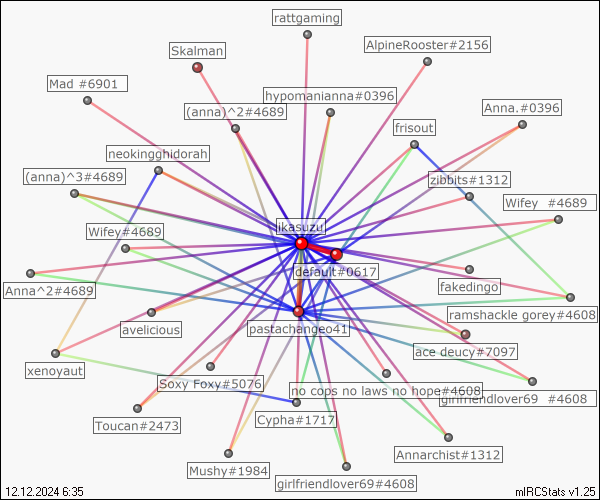 rattgaming
AlpineRooster#2156
Skalman
Mad #6901
hypomanianna#0396
(anna)^2#4689
Anna.#0396
frisout
neokingghidorah
(anna)^3#4689
zibbits#1312
Wifey #4689
ikasuzu
Wifey#4689
default#0617
Anna^2#4689
fakedingo
ramshackle gorey#4608
avelicious
pastachangeo41
ace deucy#7097
xenoyaut
Soxy Foxy#5076
no cops no laws no hope#4608
girlfriendlover69 #4608
Toucan#2473
Cypha#1717
Annarchist#1312
Mushy#1984
girlfriendlover69#4608
12.12.2024 6:35
mIRCStats v1.25